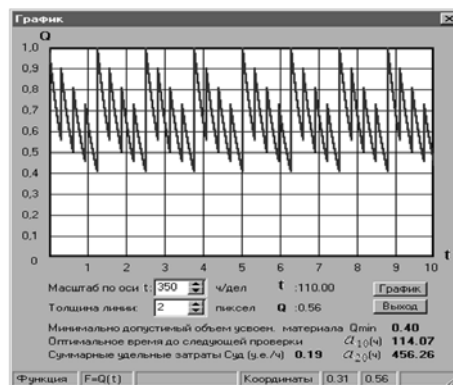 График
Q
1,0
0,9
0,8
0,7
0,6
0,5
0,4
0,3
0,2
0,1
0
1 2 3 4 5 6 7 8 9 10
t
Масштаб по оси t: 350 ч/дел t :110.00 График
Толщина линии: 2 пиксел Q :0.56 Выход
Минимально допустимый объем усвоен. материала Qmin 0.40
Оптимальное время до следующей проверки a10(ч) 114.07
Суммарные удельные затраты Суд (у.е./ч) 0.19 a20(ч) 456.26
Функция F=Q(t) Координаты 0.31 0.56